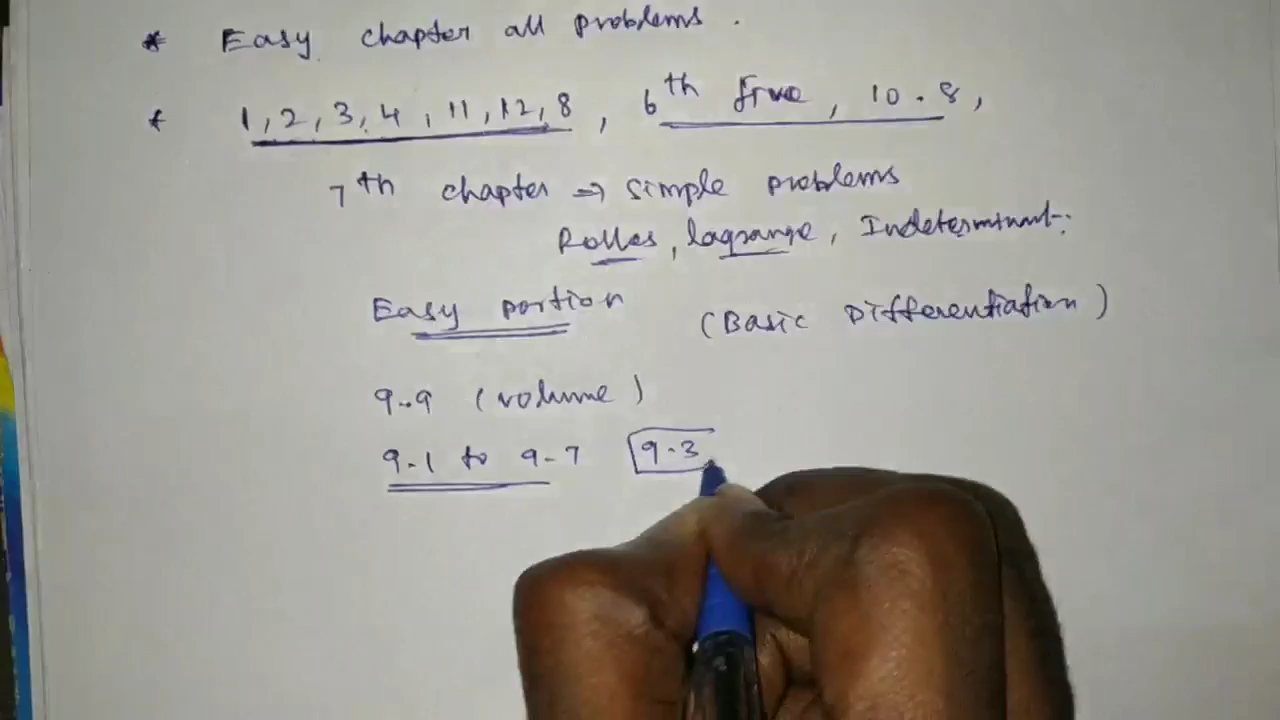 * Easy chapter all problems.
* 1, 2, 3, 4, 11, 12, 8, 6th five, 10.8,
7th chapter ⇒ simple problems
Rolles, lagrange, Indeterminant.
Easy portion (Basic Differentiation)
9.9 (volume)
9.1 to 9.7 9.3